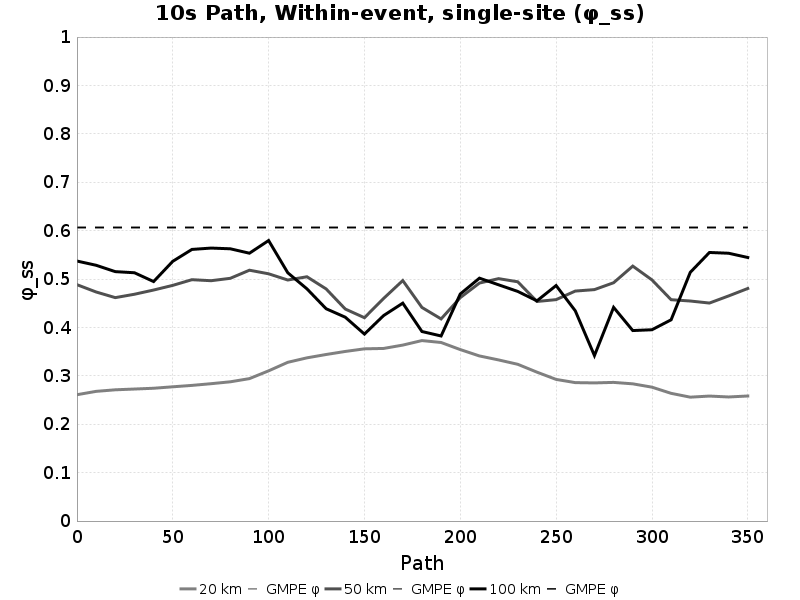 10s Path, Within-event, single-site (φ_ss)
1
0.9
0.8
0.7
0.6
0.5
0.4
0.3
0.2
0.1
0
φ_ss
0 50 100 150 200 250 300 350
Path
20 km GMPE φ 50 km GMPE φ 100 km GMPE φ